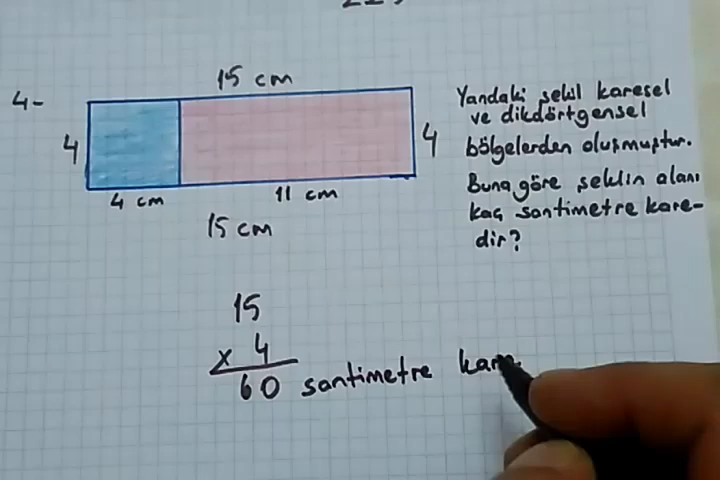 15 cm
4-
4
4
4 cm
11 cm
15 cm
Yandaki şekil karesel
ve dikdörtgensel
bölgelerden oluşmuştur.
Buna göre şeklin alanı
kaç santimetre kare-
dir?
15
x 4
60 santimetre